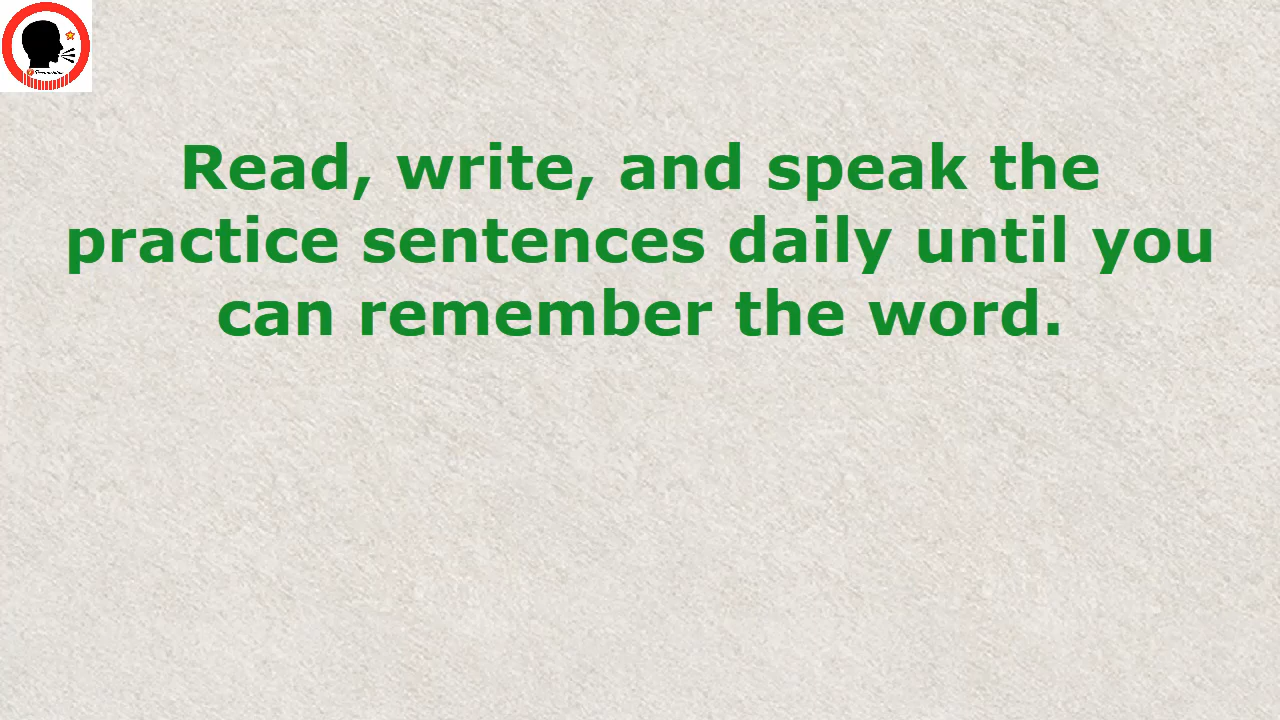 Read, write, and speak the
practice sentences daily until you
can remember the word.